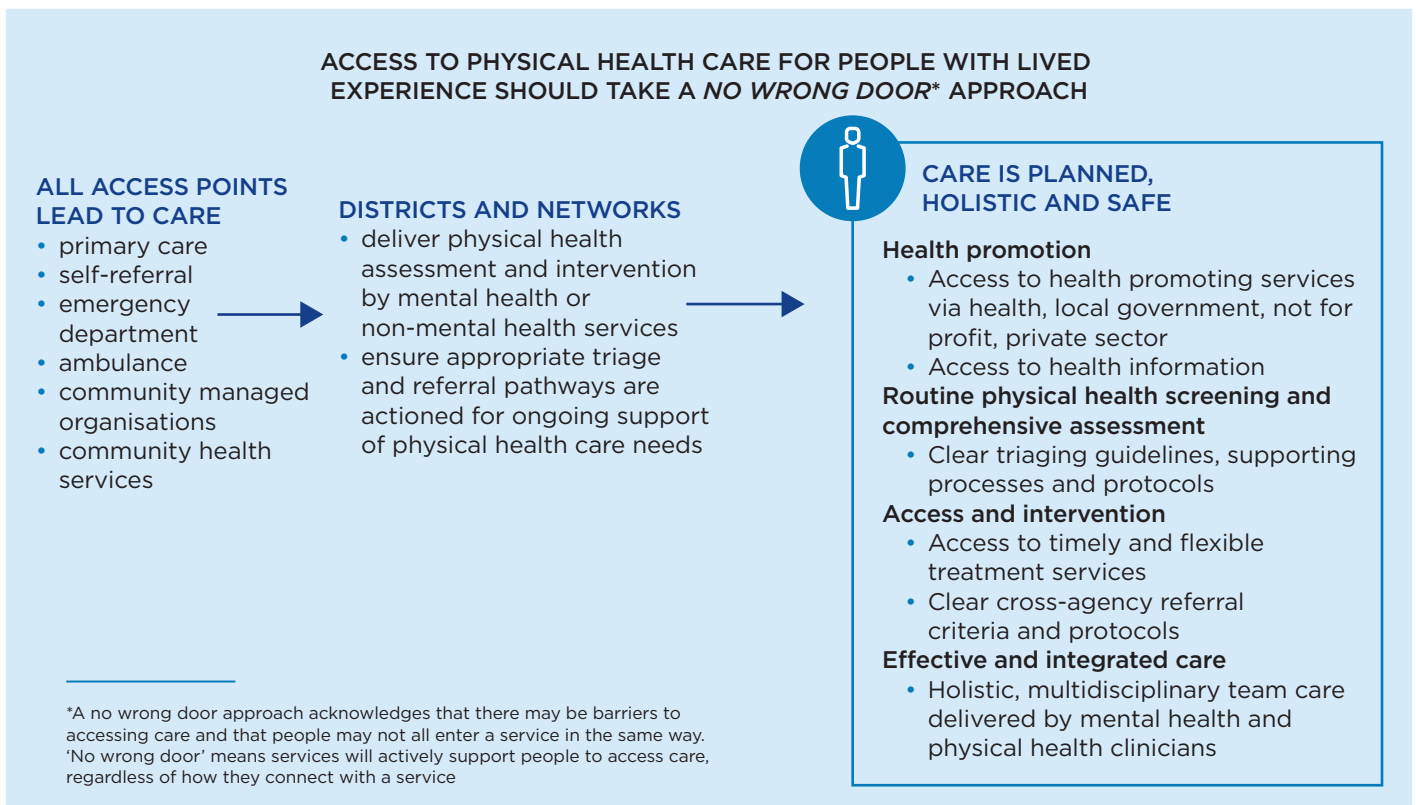 ACCESS TO PHYSICAL HEALTH CARE FOR PEOPLE WITH LIVED
EXPERIENCE SHOULD TAKE A NO WRONG DOOR* APPROACH
ALL ACCESS POINTS
LEAD TO CARE
• primary care
• self-referral
• emergency
department
• ambulance
• community managed
organisations
• community health
services
DISTRICTS AND NETWORKS
• deliver physical health
assessment and intervention
by mental health or
non-mental health services
• ensure appropriate triage
and referral pathways are
actioned for ongoing support
of physical health care needs
CARE IS PLANNED,
HOLISTIC AND SAFE
Health promotion
• Access to health promoting services
via health, local government, not for
profit, private sector
• Access to health information
Routine physical health screening and
comprehensive assessment
• Clear triaging guidelines, supporting
processes and protocols
Access and intervention
• Access to timely and flexible
treatment services
• Clear cross-agency referral
criteria and protocols
Effective and integrated care
• Holistic, multidisciplinary team care
delivered by mental health and
physical health clinicians
*A no wrong door approach acknowledges that there may be barriers to
accessing care and that people may not all enter a service in the same way.
‘No wrong door’ means services will actively support people to access care,
regardless of how they connect with a service